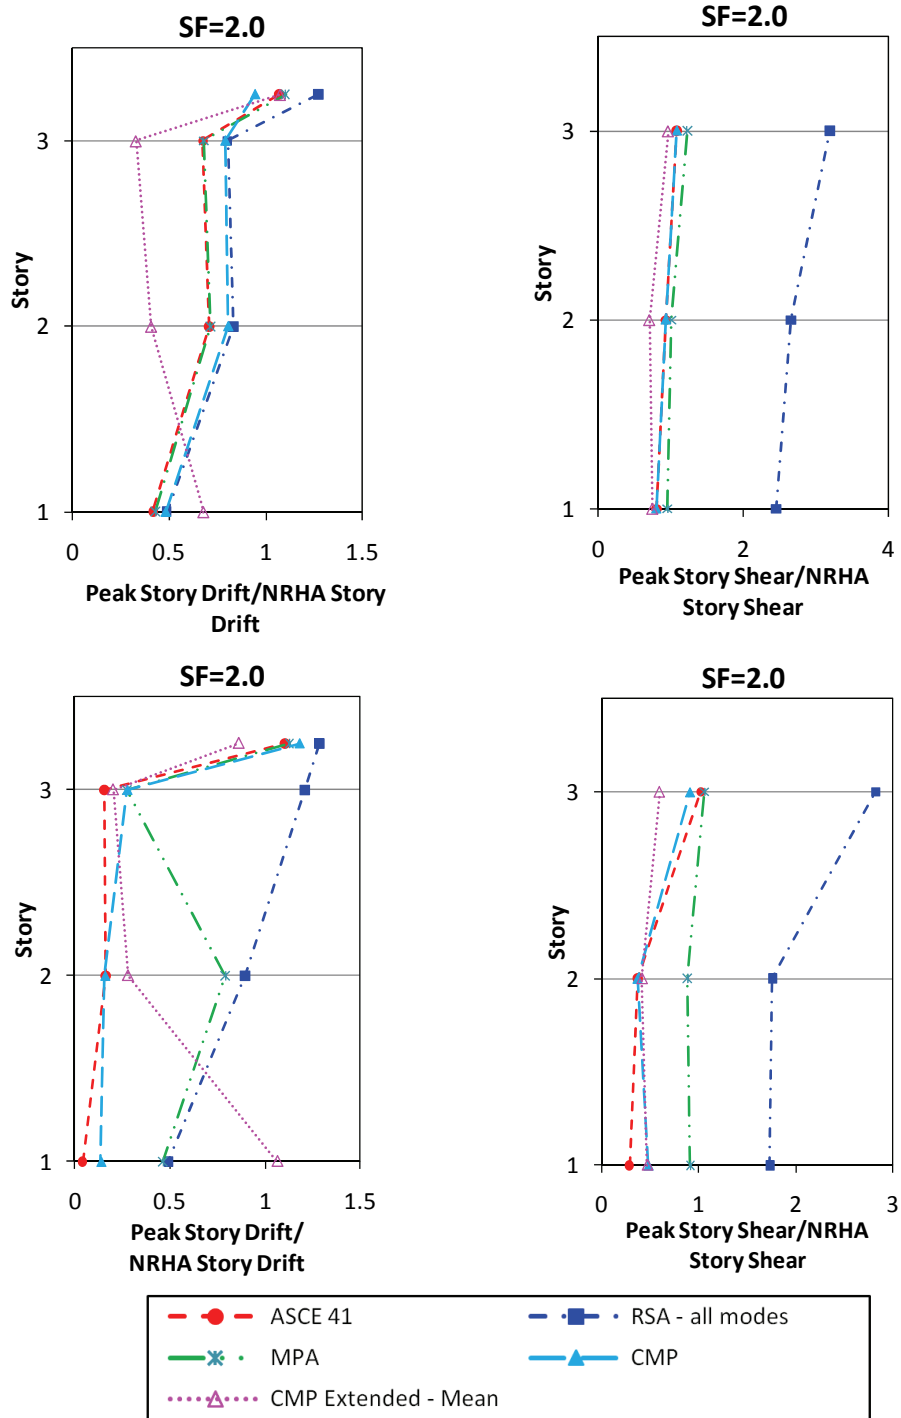 SF=2.0
3
2
1
Story
0
0.5
1
1.5
Peak Story Drift/NRHA Story
Drift
SF=2.0
3
2
1
Story
0
2
4
Peak Story Shear/NRHA
Story Shear
SF=2.0
3
2
1
Story
0
0.5
1
1.5
Peak Story Drift/
NRHA Story Drift
SF=2.0
3
2
1
Story
0
1
2
3
Peak Story Shear/NRHA
Story Shear
ASCE 41
RSA - all modes
MPA
CMP
CMP Extended - Mean